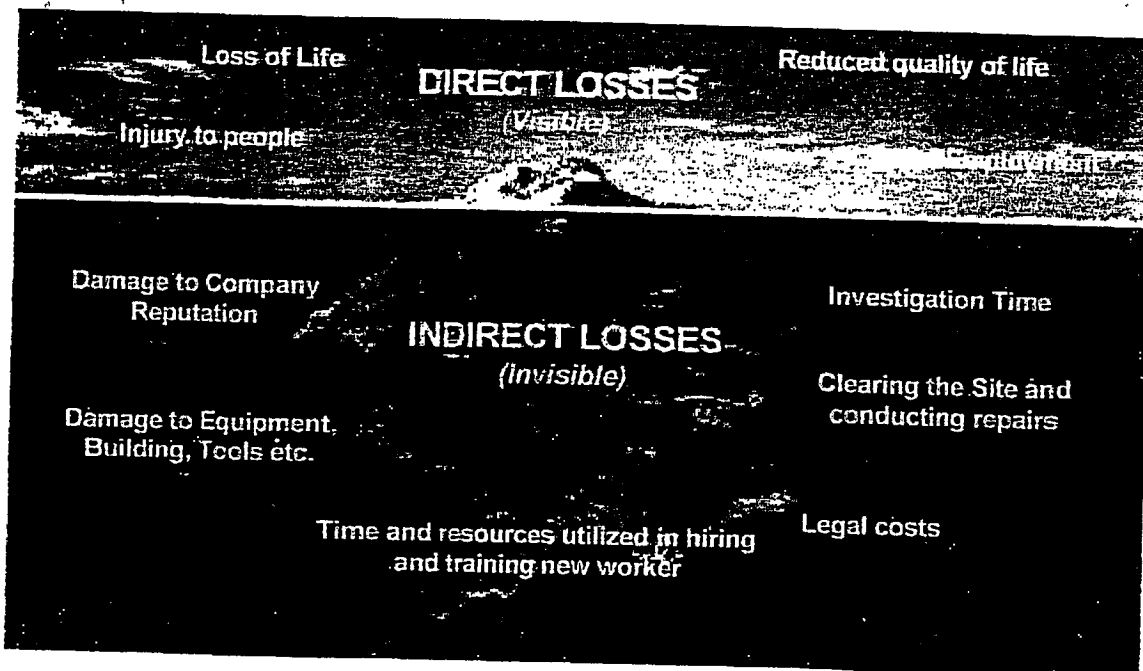 Loss of Life
DIRECT LOSSES
(Visible)
Reduced quality of life
Injury to people
Employment
Damage to Company
Reputation
INDIRECT LOSSES
(Invisible)
Investigation Time
Clearing the Site and
conducting repairs
Damage to Equipment,
Building, Tools etc.
Time and resources utilized in hiring
and training new worker
Legal costs